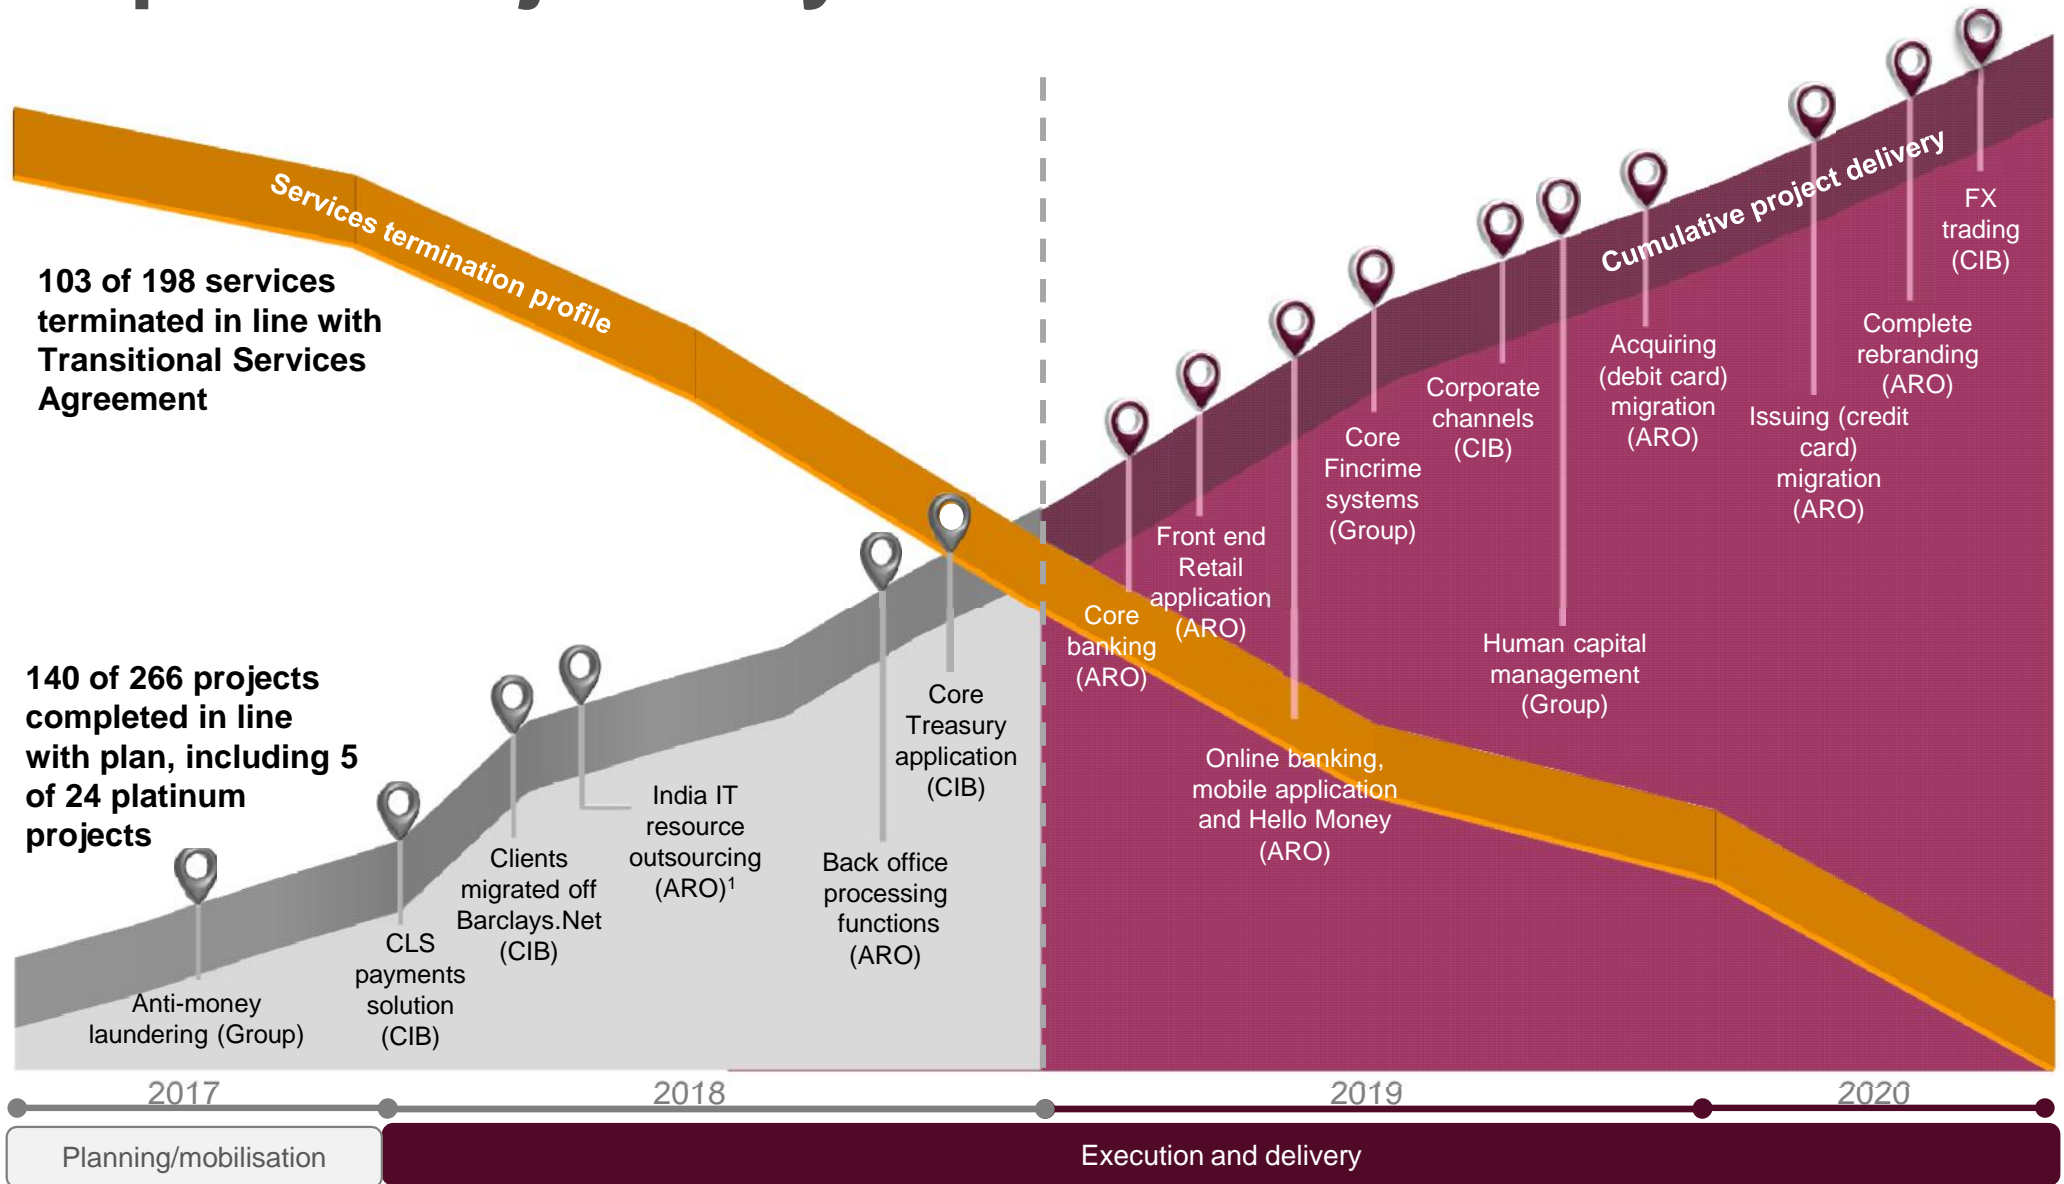 Services termination profile
Cumulative project delivery
103 of 198 services
terminated in line with
Transitional Services
Agreement
140 of 266 projects
completed in line
with plan, including 5
of 24 platinum
projects
Anti-money
laundering (Group)
CLS
payments
solution
(CIB)
Clients
migrated off
Barclays.Net
(CIB)
India IT
resource
outsourcing
(ARO)¹
Back office
processing
functions
(ARO)
Core
Treasury
application
(CIB)
Core
banking
(ARO)
Front end
Retail
application
(ARO)
Online banking,
mobile application
and Hello Money
(ARO)
Core
Fincrime
systems
(Group)
Corporate
channels
(CIB)
Human capital
management
(Group)
Acquiring
(debit card)
migration
(ARO)
Issuing (credit
card)
migration
(ARO)
Complete
rebranding
(ARO)
FX
trading
(CIB)
2017
2018
2019
2020
Planning/mobilisation
Execution and delivery